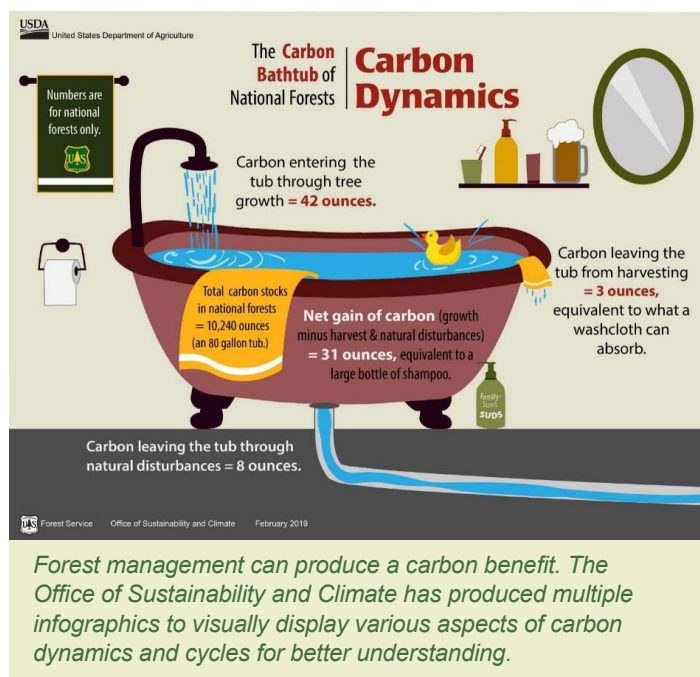 USDA
United States Department of Agriculture
The Carbon
Bathtub of
National Forests
Carbon
Dynamics
Numbers are
for national
forests only.
UAS
Carbon entering the
tub through tree
growth = 42 ounces.
Carbon leaving the
tub from harvesting
= 3 ounces,
equivalent to what a
washcloth can
absorb.
Total carbon stocks
in national forests
= 10,240 ounces
(an 80 gallon tub.)
Net gain of carbon (growth
minus harvest & natural disturbances)
= 31 ounces, equivalent to a
large bottle of shampoo.
Family-
Sized
SUDS
Carbon leaving the tub through
natural disturbances = 8 ounces.
UAS
Forest Service Office of Sustainability and Climate February 2019
Forest management can produce a carbon benefit. The
Office of Sustainability and Climate has produced multiple
infographics to visually display various aspects of carbon
dynamics and cycles for better understanding.